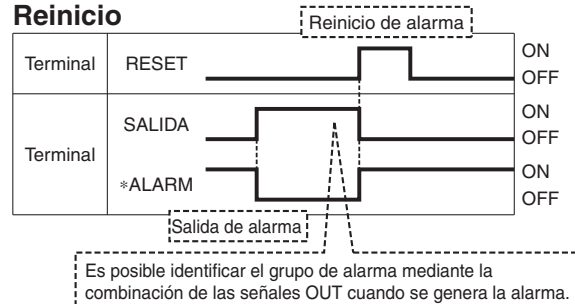 Reinicio
Reinicio de alarma
Terminal RESET ON
OFF
Terminal SALIDA ON
OFF
*ALARM ON
OFF
Salida de alarma
Es posible identificar el grupo de alarma mediante la
combinación de las señales OUT cuando se genera la alarma.